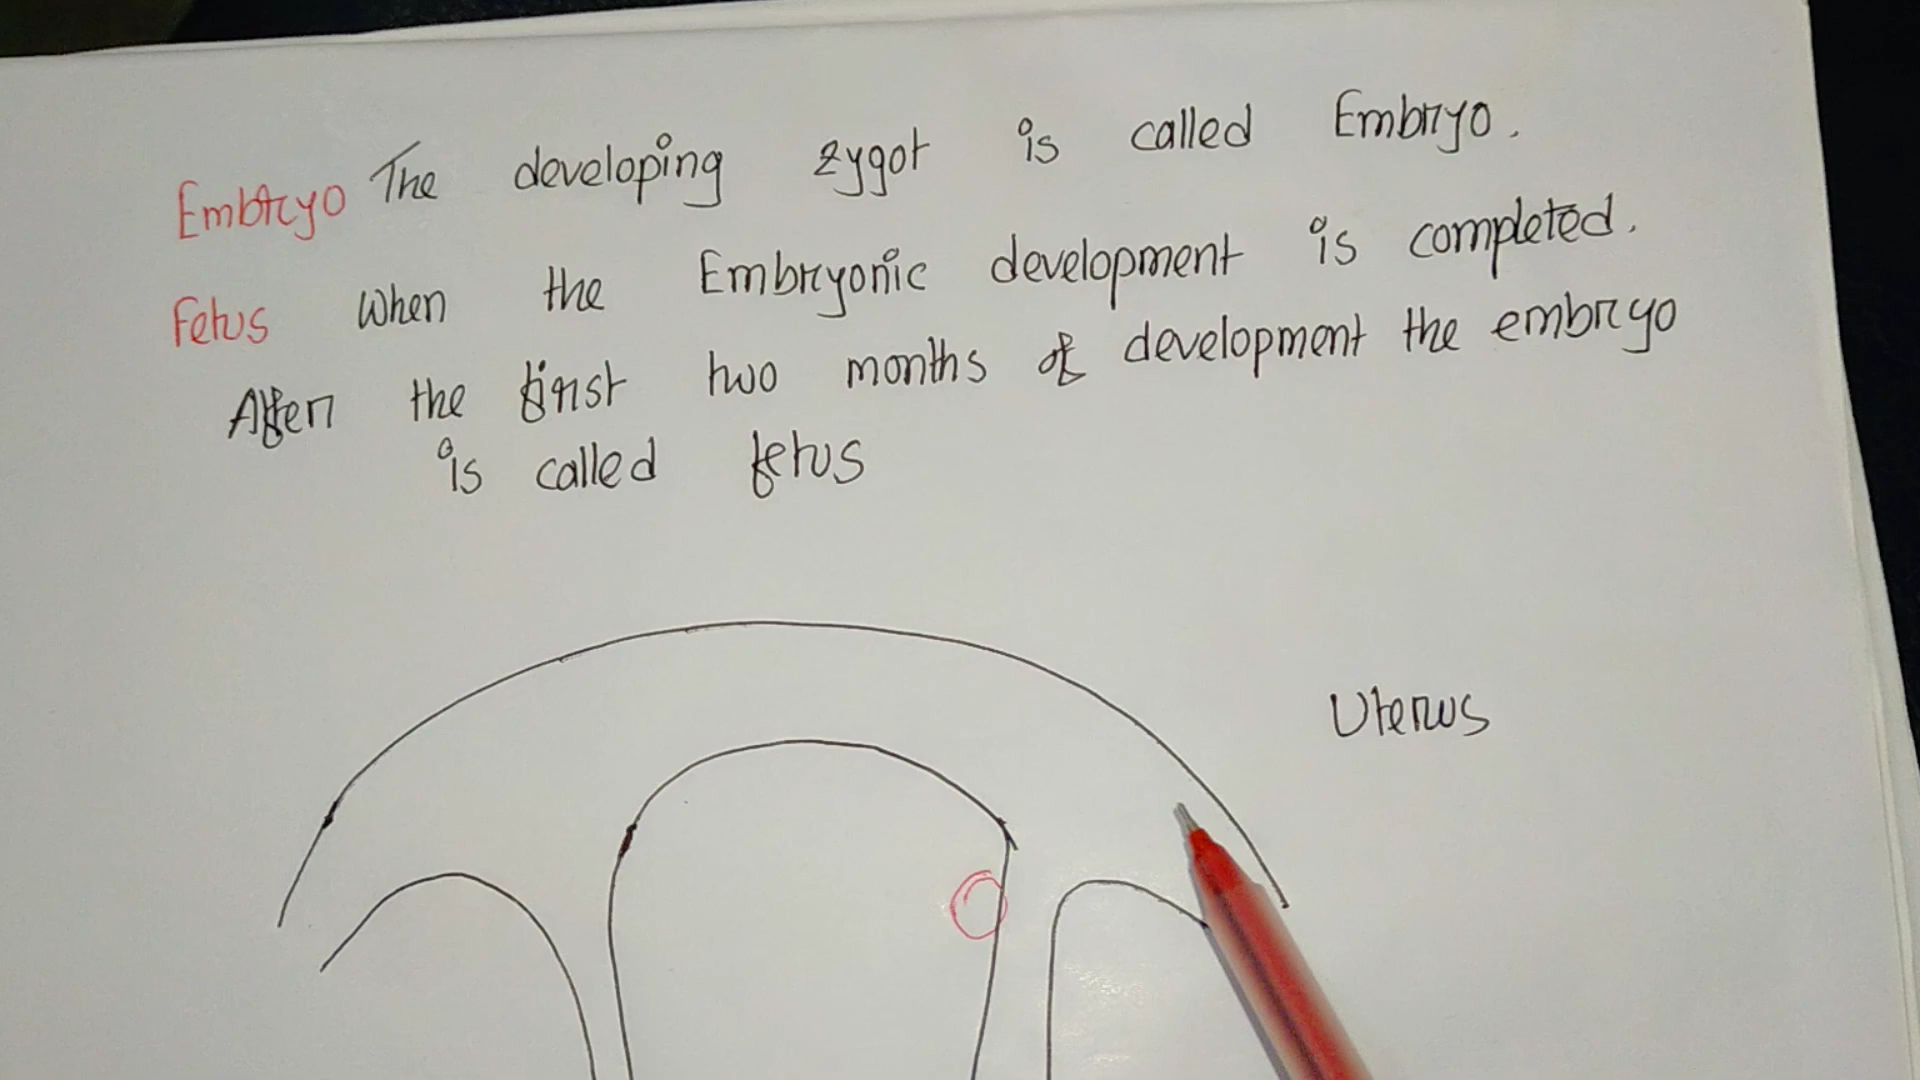 Embryo The developing zygot is called Embryo.
Fetus When the Embryonic development is completed.
After the first two months of development the embryo
is called fetus
Uterus